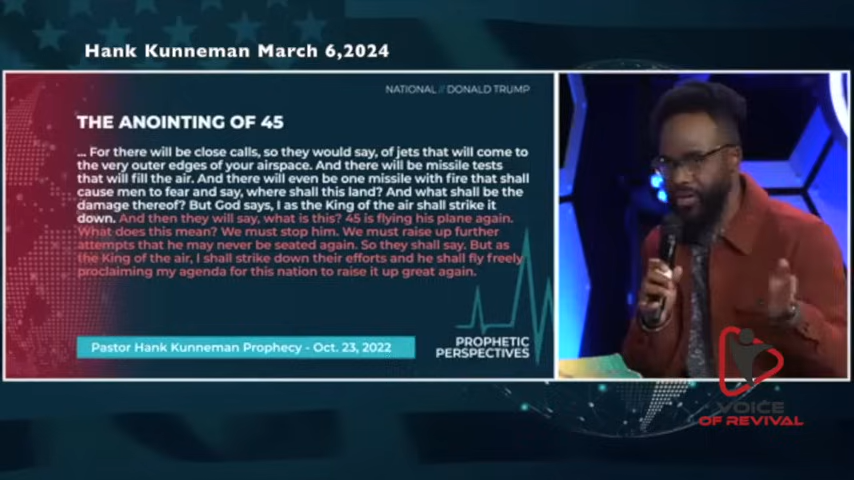 Hank Kunneman March 6,2024
NATIONAL // DONALD TRUMP
THE ANOINTING OF 45
... For there will be close calls, so they would say, of jets that will come to
the very outer edges of your airspace. And there will be missile tests
that will fill the air. And there will even be one missile with fire that shall
cause men to fear and say, where shall this land? And what shall be the
damage thereof? But God says, I as the King of the air shall strike it
down. And then they will say, what is this? 45 is flying his plane again.
What does this mean? We must stop him. We must raise up further
attempts that he may never be seated again. So they shall say. But as
the King of the air, I shall strike down their efforts and he shall fly freely
proclaiming my agenda for this nation to raise it up great again.
Pastor Hank Kunneman Prophecy - Oct. 23, 2022
PROPHETIC
PERSPECTIVES
VOICE
OF REVIVAL